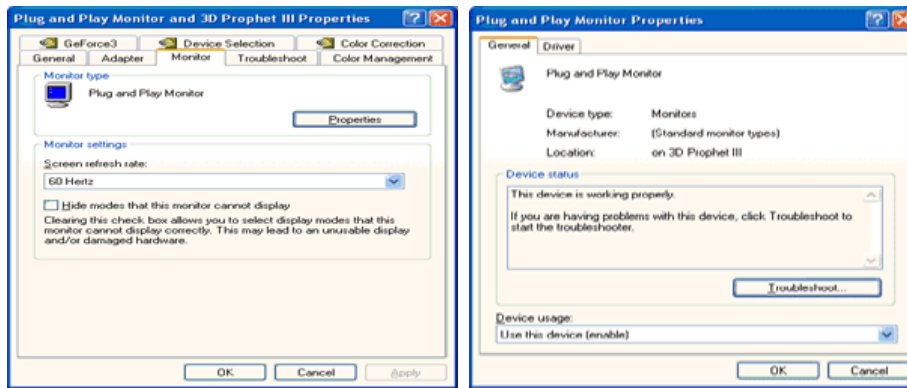 Plug and Play Monitor and 3D Prophet III Properties
GeForce3 Device Selection Color Correction
General Adapter Monitor Troubleshoot Color Management
Monitor type
Plug and Play Monitor
Properties
Monitor settings
Screen refresh rate:
60 Hertz
Hide modes that this monitor cannot display
Clearing this check box allows you to select display modes that this
monitor cannot display correctly. This may lead to an unusable display
and/or damaged hardware.
OK Cancel Apply
Plug and Play Monitor Properties
General Driver
Plug and Play Monitor
Device type: Monitors
Manufacturer: (Standard monitor types)
Location: on 3D Prophet III
Device status
This device is working properly.
If you are having problems with this device, click Troubleshoot to
start the troubleshooter.
Troubleshoot...
Device usage:
Use this device (enable)
OK Cancel